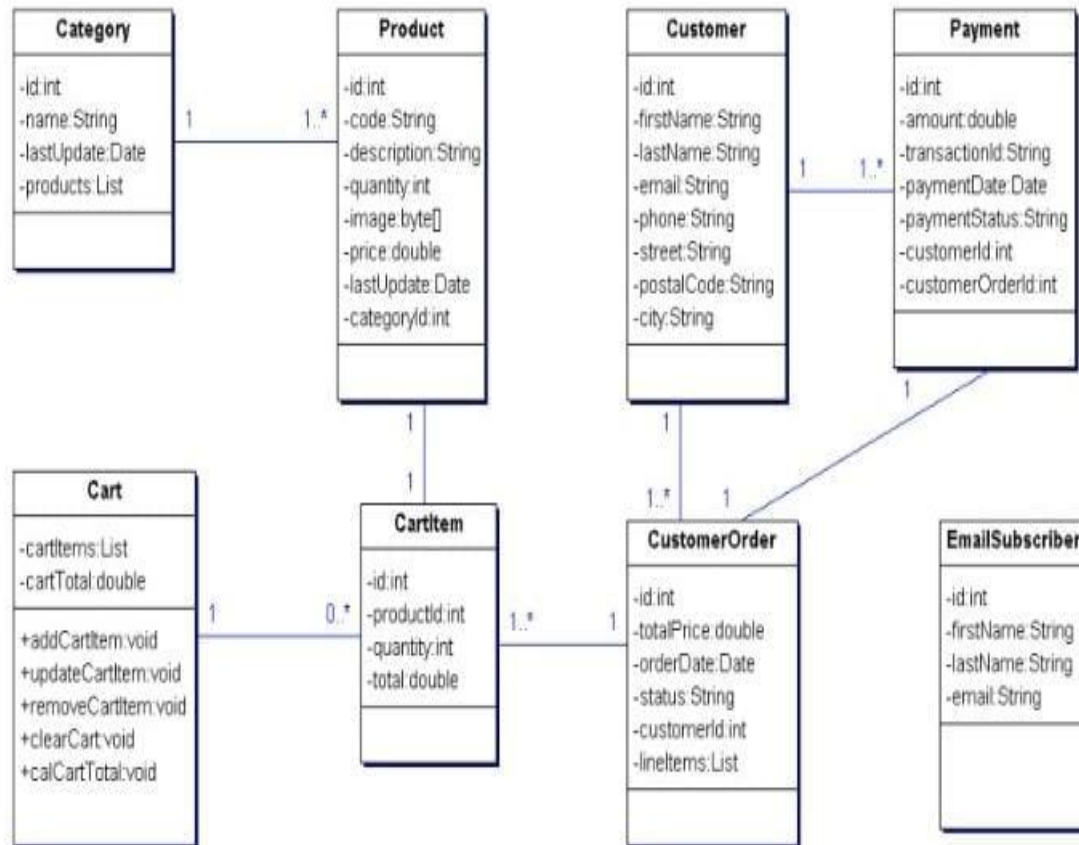 Category
-id:int
-name:String
-lastUpdate:Date
-products:List
1
1..*
Product
-id:int
-code:String
-description:String
-quantity:int
-image:byte[]
-price:double
-lastUpdate:Date
-categoryId:int
Customer
-id:int
-firstName:String
-lastName:String
-email:String
-phone:String
-street:String
-postalCode:String
-city:String
1
1..*
Payment
-id:int
-amount:double
-transactionId:String
-paymentDate:Date
-paymentStatus:String
-customerId:int
-customerOrderId:int
1
1
1
1..*
1
1
Cart
-cartItems:List
-cartTotal:double
+addCartItem:void
+updateCartItem:void
+removeCartItem:void
+clearCart:void
+calCartTotal:void
1
0..*
CartItem
-id:int
-productId:int
-quantity:int
-total:double
1..*
1
CustomerOrder
-id:int
-totalPrice:double
-orderDate:Date
-status:String
-customerId:int
-lineItems:List
EmailSubscriber
-id:int
-firstName:String
-lastName:String
-email:String